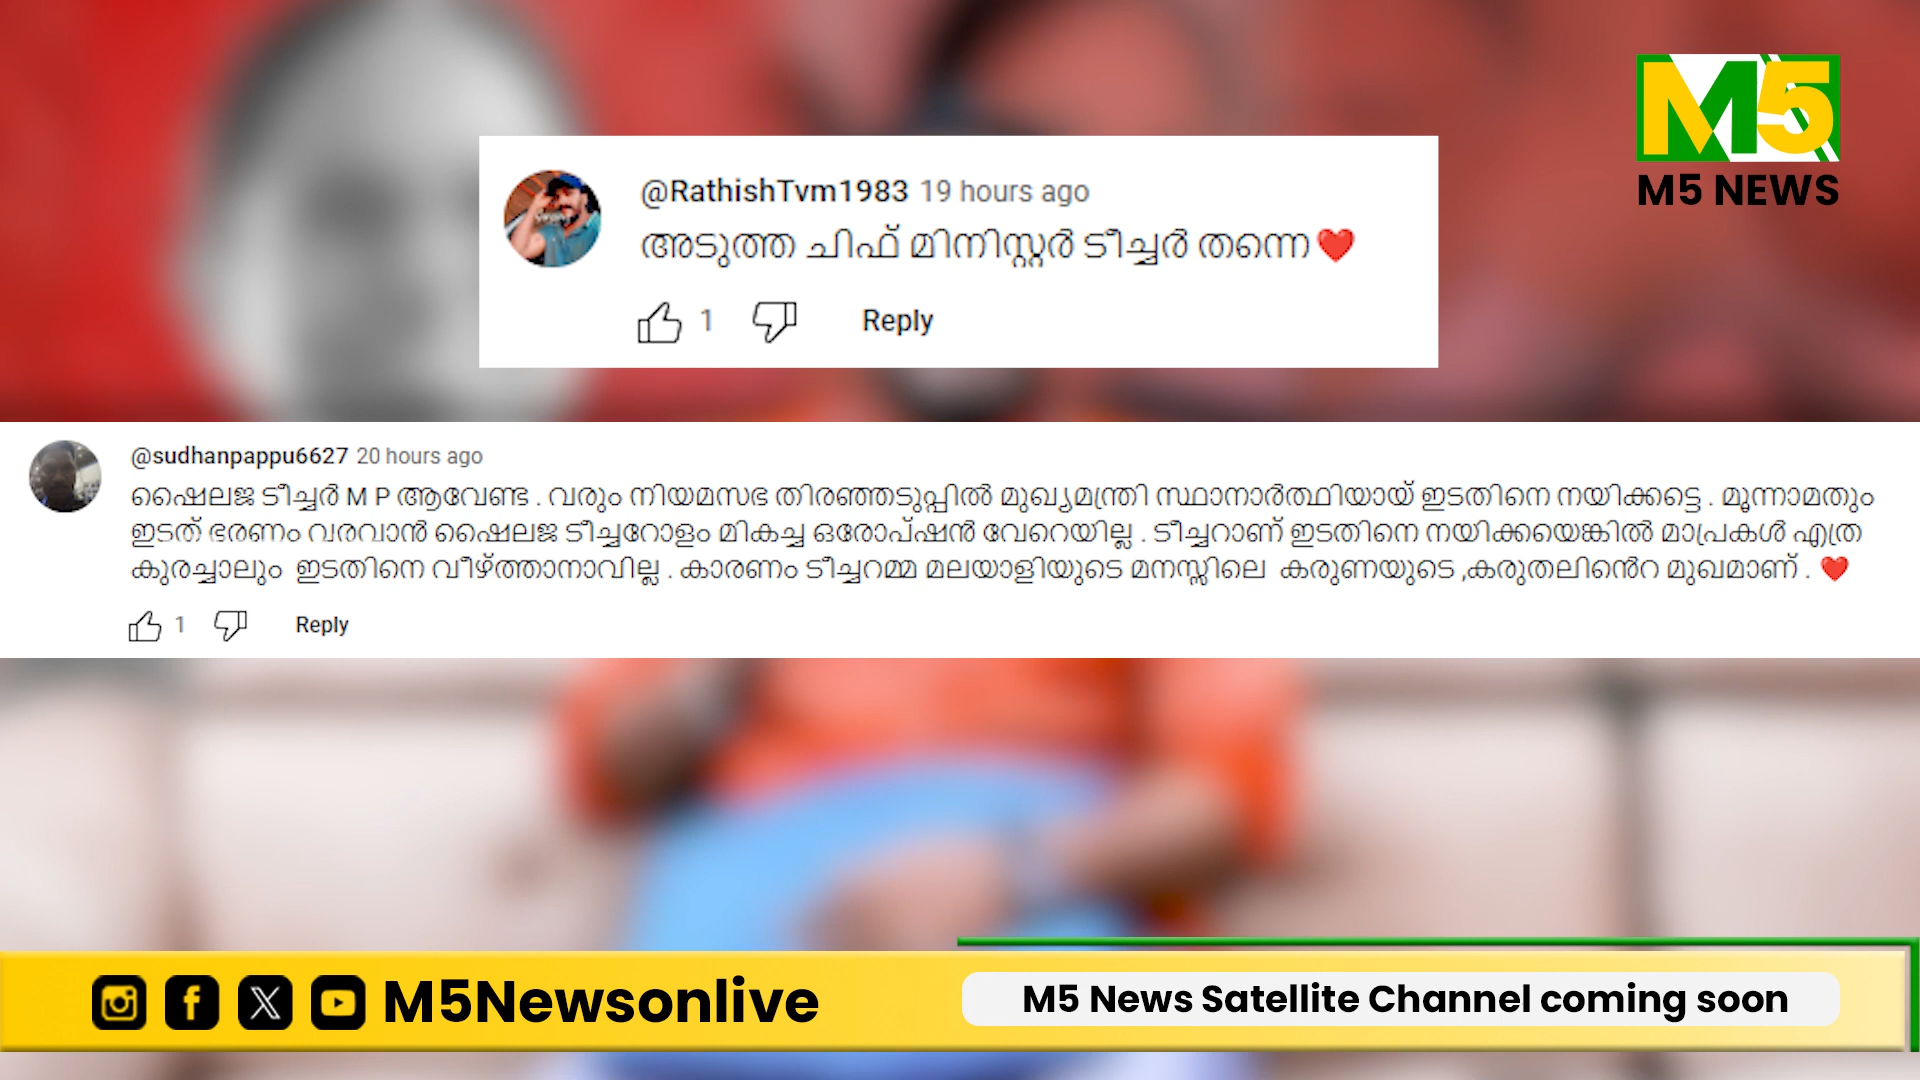 M5
M5 NEWS
@RathishTvm1983 19 hours ago
അടുത്ത ചിഫ് മിനിസ്റ്റർ ടീച്ചർ തന്നെ❤️
1 Reply
@sudhanpappu6627 20 hours ago
ഷൈലജ ടീച്ചർ M P ആവേണ്ട . വരും നിയമസഭ തിരഞ്ഞടുപ്പിൽ മുഖ്യമന്ത്രി സ്ഥാനാർത്ഥിയായ് ഇടതിനെ നയിക്കട്ടെ . മൂന്നാമതും
ഇടത് ഭരണം വരവാൻ ഷൈലജ ടീച്ചറോളം മികച്ച ഒരോപ്ഷൻ വേറെയില്ല . ടീച്ചറാണ് ഇടതിനെ നയിക്കയെങ്കിൽ മാപ്രകൾ എത്ര
കുരച്ചാലും ഇടതിനെ വീഴ്ത്താനാവില്ല . കാരണം ടീച്ചറമ്മ മലയാളിയുടെ മനസ്സിലെ കരുണയുടെ ,കരുതലിൻെറ മുഖമാണ് . ❤️
1 Reply
M5Newsonlive
M5 News Satellite Channel coming soon